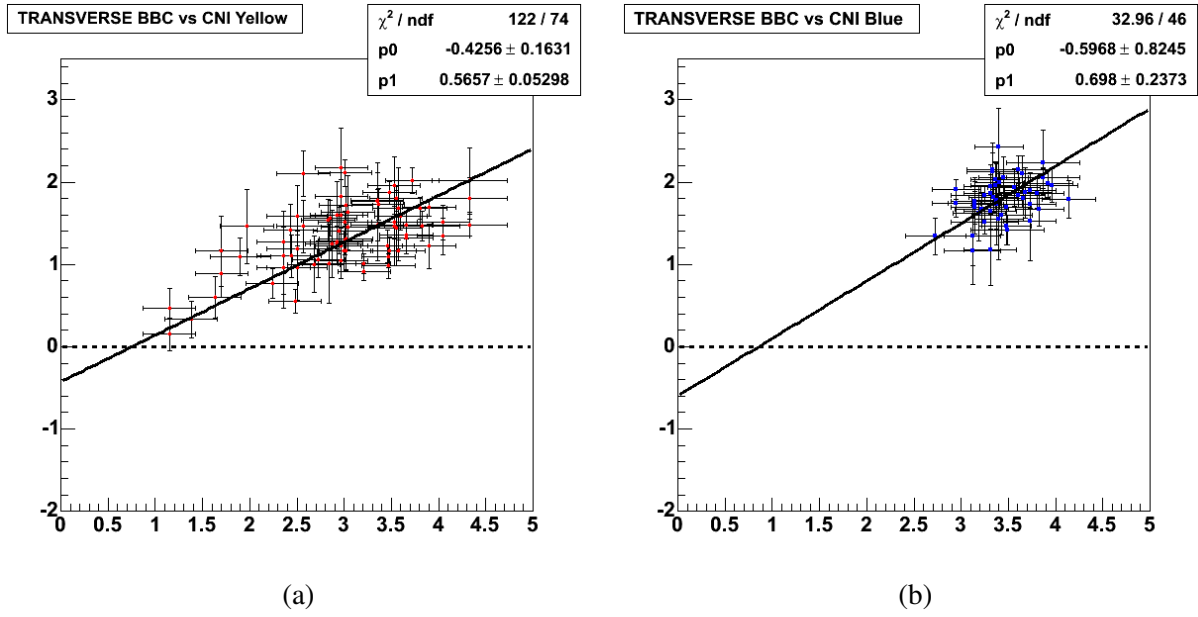 TRANSVERSE BBC vs CNI Yellow
χ² / ndf 122 / 74
p0 -0.4256 ± 0.1631
p1 0.5657 ± 0.05298
3
2
1
0
-1
-2
0 0.5 1 1.5 2 2.5 3 3.5 4 4.5 5
(a)
TRANSVERSE BBC vs CNI Blue
χ² / ndf 32.96 / 46
p0 -0.5968 ± 0.8245
p1 0.698 ± 0.2373
3
2
1
0
-1
-2
0 0.5 1 1.5 2 2.5 3 3.5 4 4.5 5
(b)